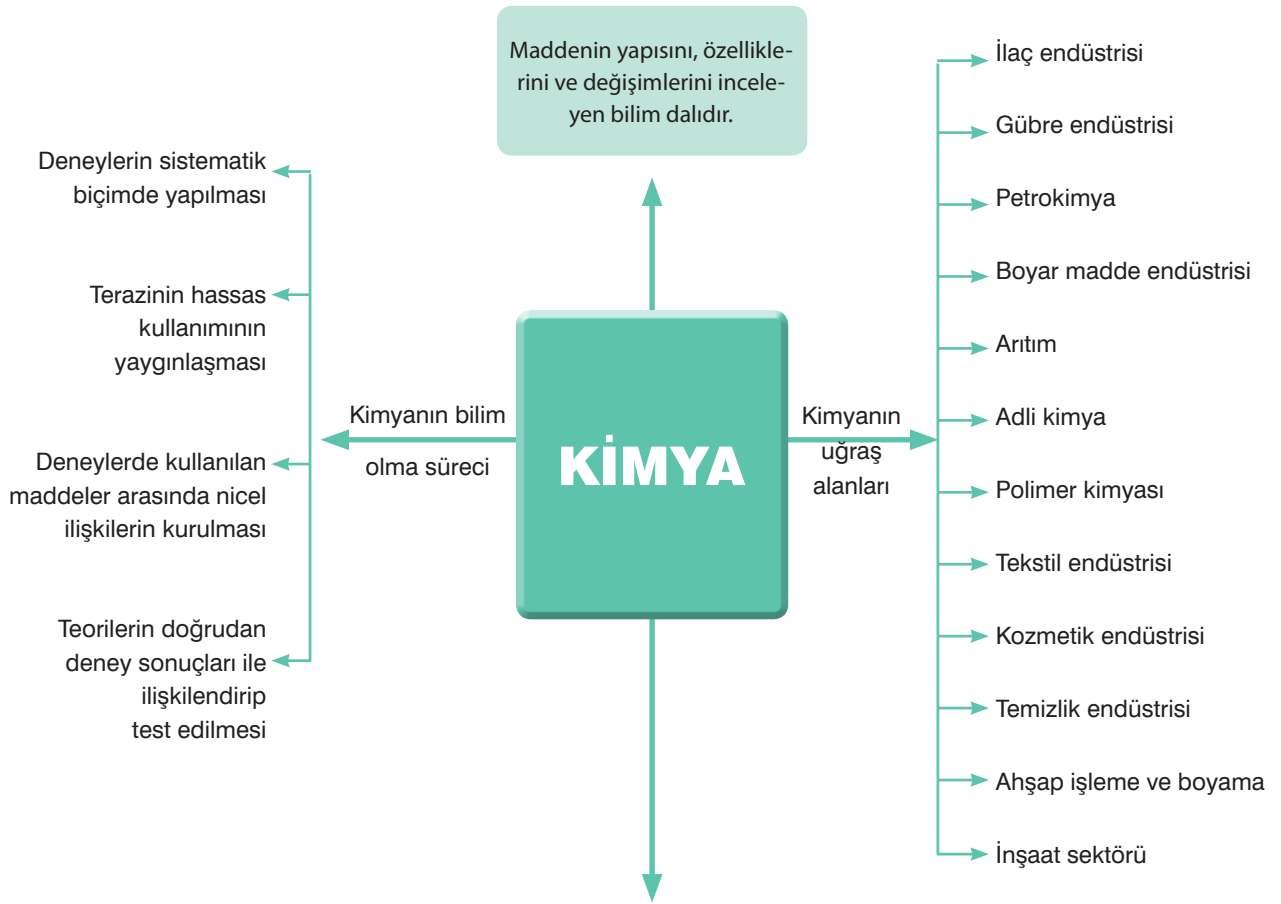 Maddenin yapısını, özellikle-
rini ve değişimleriniincele-
yen bilim dalıdır.
Deneylerin sistematik
biçimde yapılması
Terazinin hassas
kullanımının
yaygınlaşması
Deneylerde kullanılan
maddeler arasında nicel
ilişkilerin kurulması
Teorilerin doğrudan
deney sonuçları ile
ilişkilendirip
test edilmesi
Kimyanın bilim
olma süreci
KİMYA
Kimyanın
uğraş
alanları
İlaç endüstrisi
Gübre endüstrisi
Petrokimya
Boyar madde endüstrisi
Arıtım
Adli kimya
Polimer kimyası
Tekstil endüstrisi
Kozmetik endüstrisi
Temizlik endüstrisi
Ahşap işleme ve boyama
İnşaat sektörü